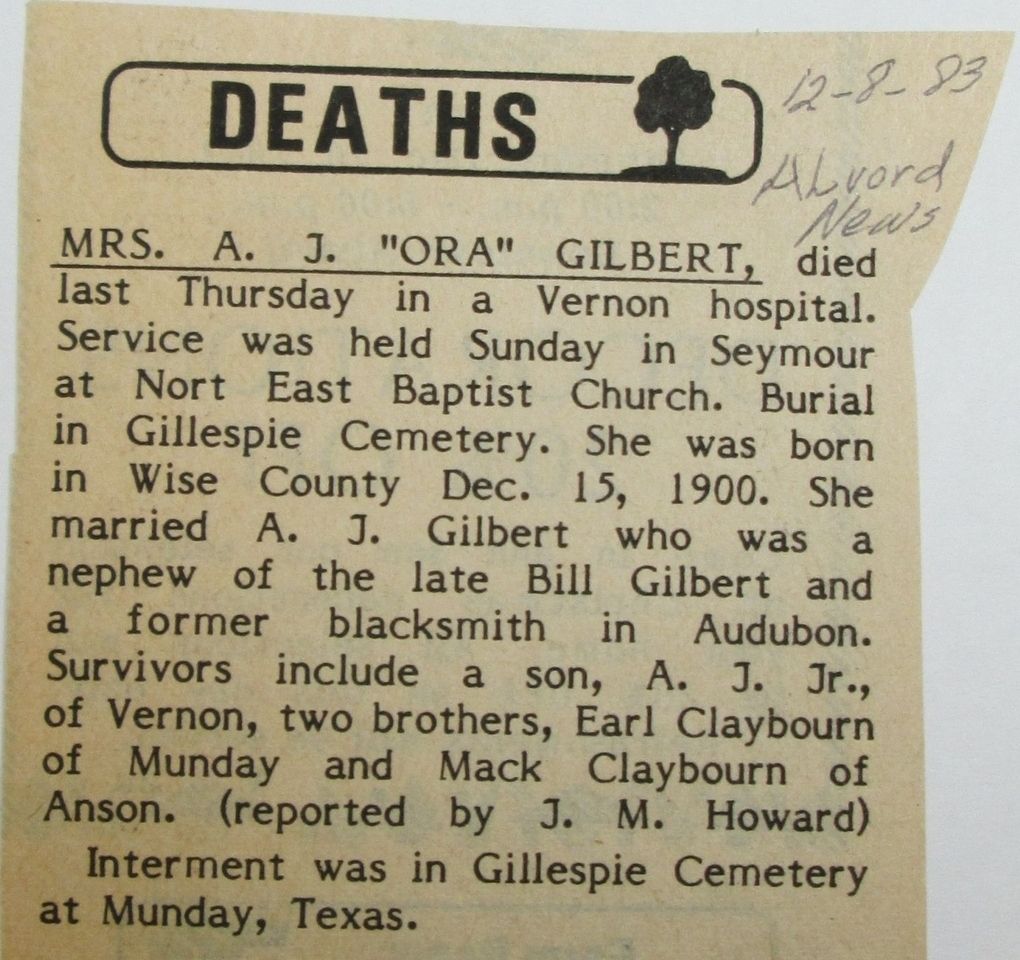 DEATHS
12-8-83
ALvord
News
MRS. A. J. "ORA" GILBERT, died
last Thursday in a Vernon hospital.
Service was held Sunday in Seymour
at Nort East Baptist Church. Burial
in Gillespie Cemetery. She was born
in Wise County Dec. 15, 1900. She
married A. J. Gilbert who was a
nephew of the late Bill Gilbert and
a former blacksmith in Audubon.
Survivors include a son, A. J. Jr.,
of Vernon, two brothers, Earl Claybourn
of Munday and Mack Claybourn of
Anson. (reported by J. M. Howard)
Interment was in Gillespie Cemetery
at Munday, Texas.